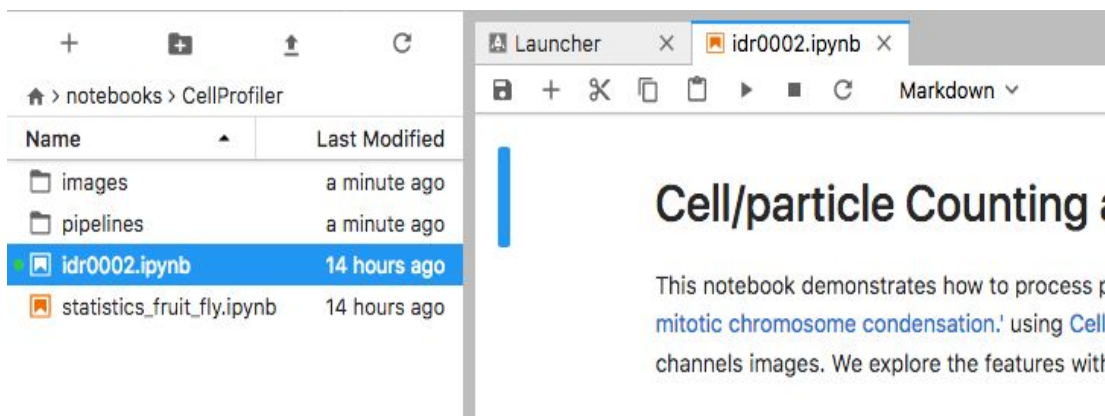 Launcher
idr0002.ipynb
> notebooks > CellProfiler
Markdown
Name Last Modified
images a minute ago
pipelines a minute ago
idr0002.ipynb 14 hours ago
statistics_fruit_fly.ipynb 14 hours ago
Cell/particle Counting
This notebook demonstrates how to process
mitotic chromosome condensation.' using Cell
channels images. We explore the features with